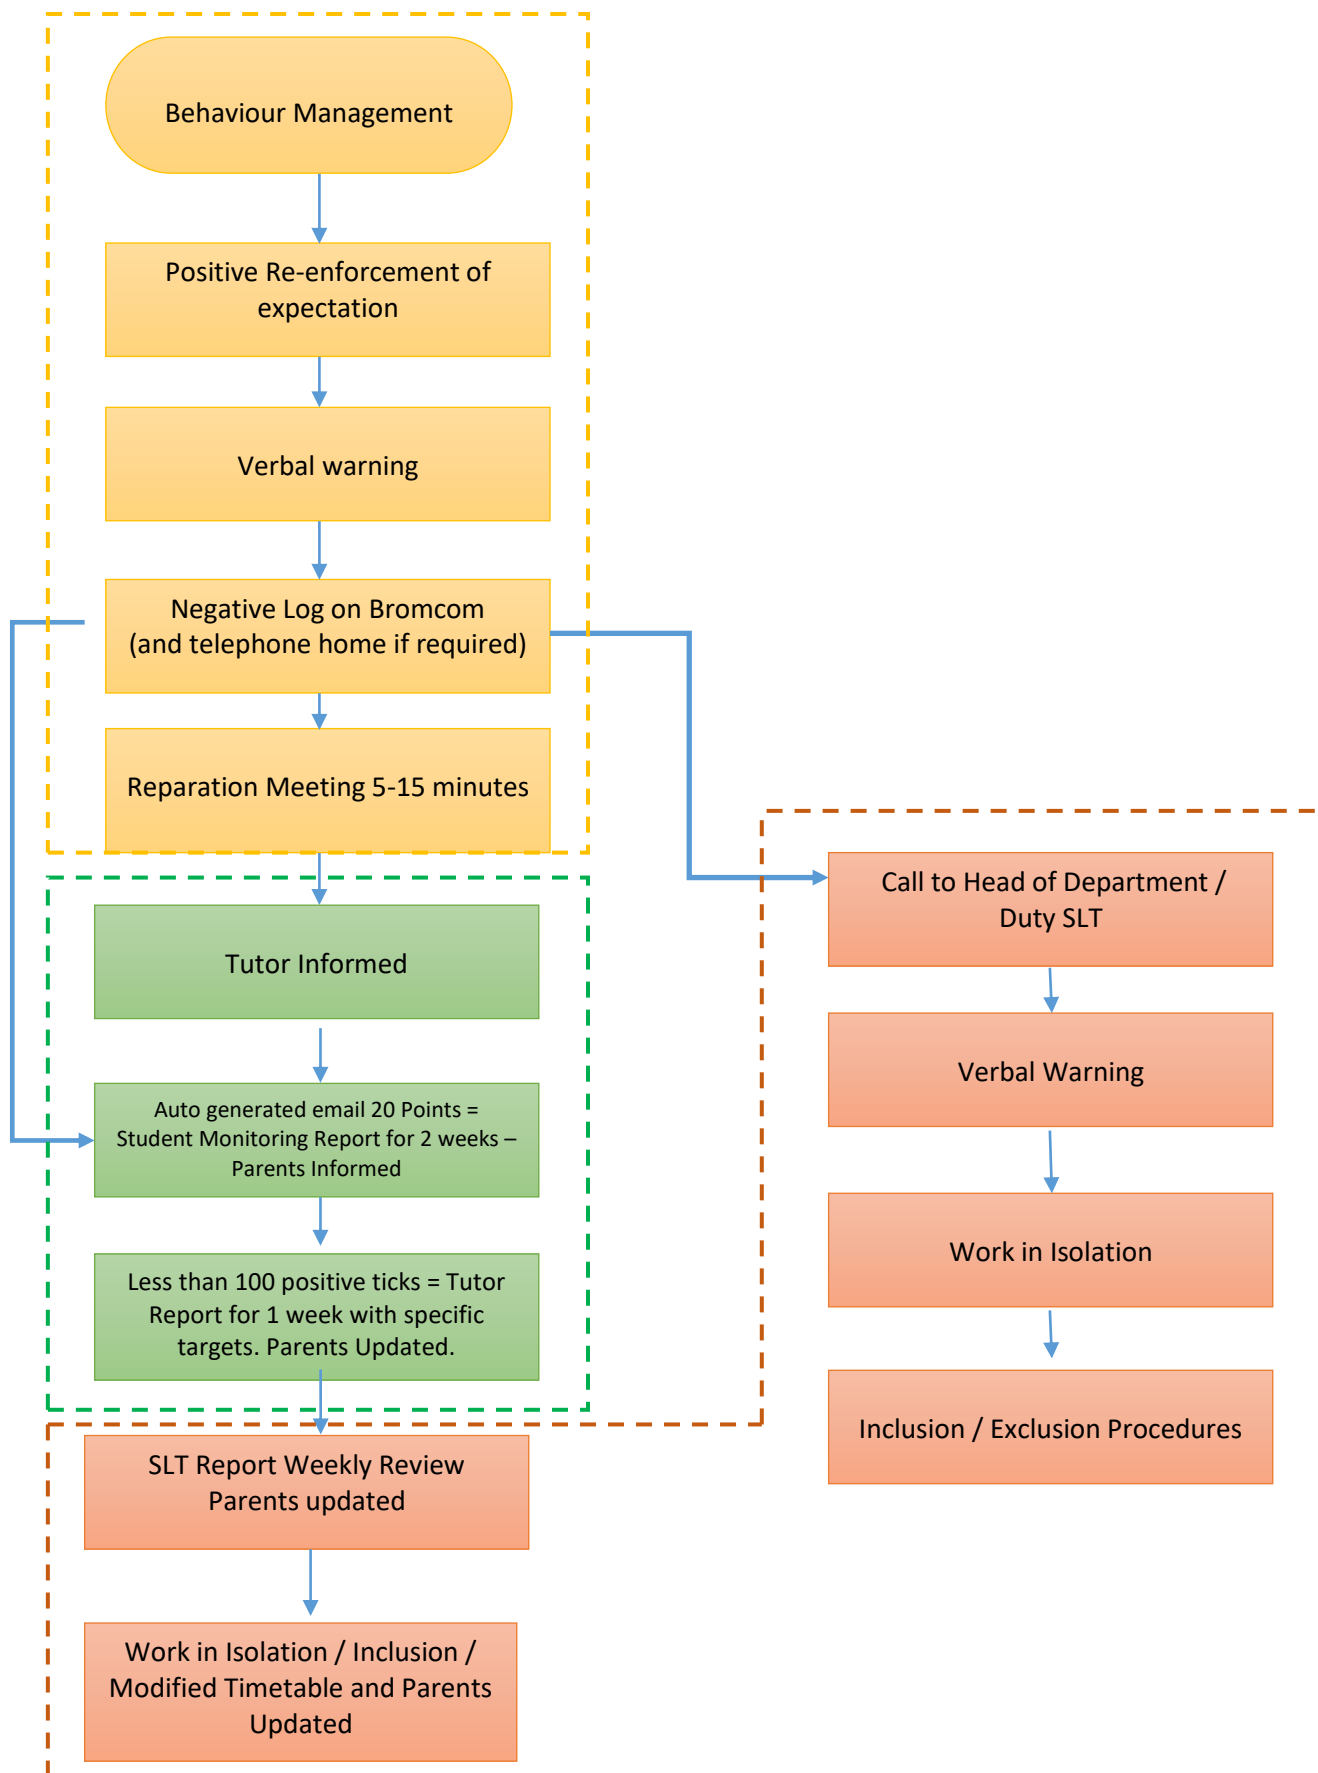 Behaviour Management
Positive Re-enforcement of
expectation
Verbal warning
Negative Log on Bromcom
(and telephone home if required)
Reparation Meeting 5-15 minutes
Tutor Informed
Auto generated email 20 Points =
Student Monitoring Report for 2 weeks –
Parents Informed
Less than 100 positive ticks = Tutor
Report for 1 week with specific
targets. Parents Updated.
SLT Report Weekly Review
Parents updated
Work in Isolation / Inclusion /
Modified Timetable and Parents
Updated
Call to Head of Department /
Duty SLT
Verbal Warning
Work in Isolation
Inclusion / Exclusion Procedures